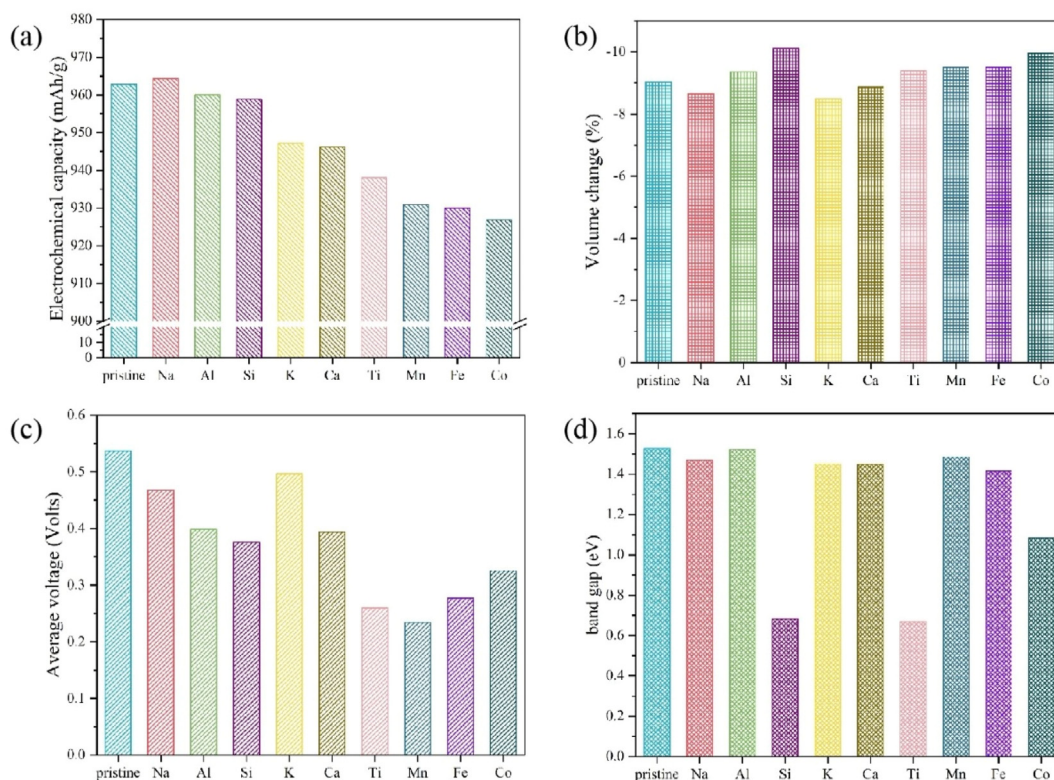 (a)
Electrochemical capacity (mAh/g)
980
970
960
950
940
930
920
910
900
10
0
pristine Na Al Si K Ca Ti Mn Fe Co
(b)
Volume change (%)
-10
-8
-6
-4
-2
0
pristine Na Al Si K Ca Ti Mn Fe Co
(c)
Average voltage (Volts)
0.6
0.5
0.4
0.3
0.2
0.1
0.0
pristine Na Al Si K Ca Ti Mn Fe Co
(d)
band gap (eV)
1.6
1.4
1.2
1.0
0.8
0.6
0.4
0.2
0.0
pristine Na Al Si K Ca Ti Mn Fe Co